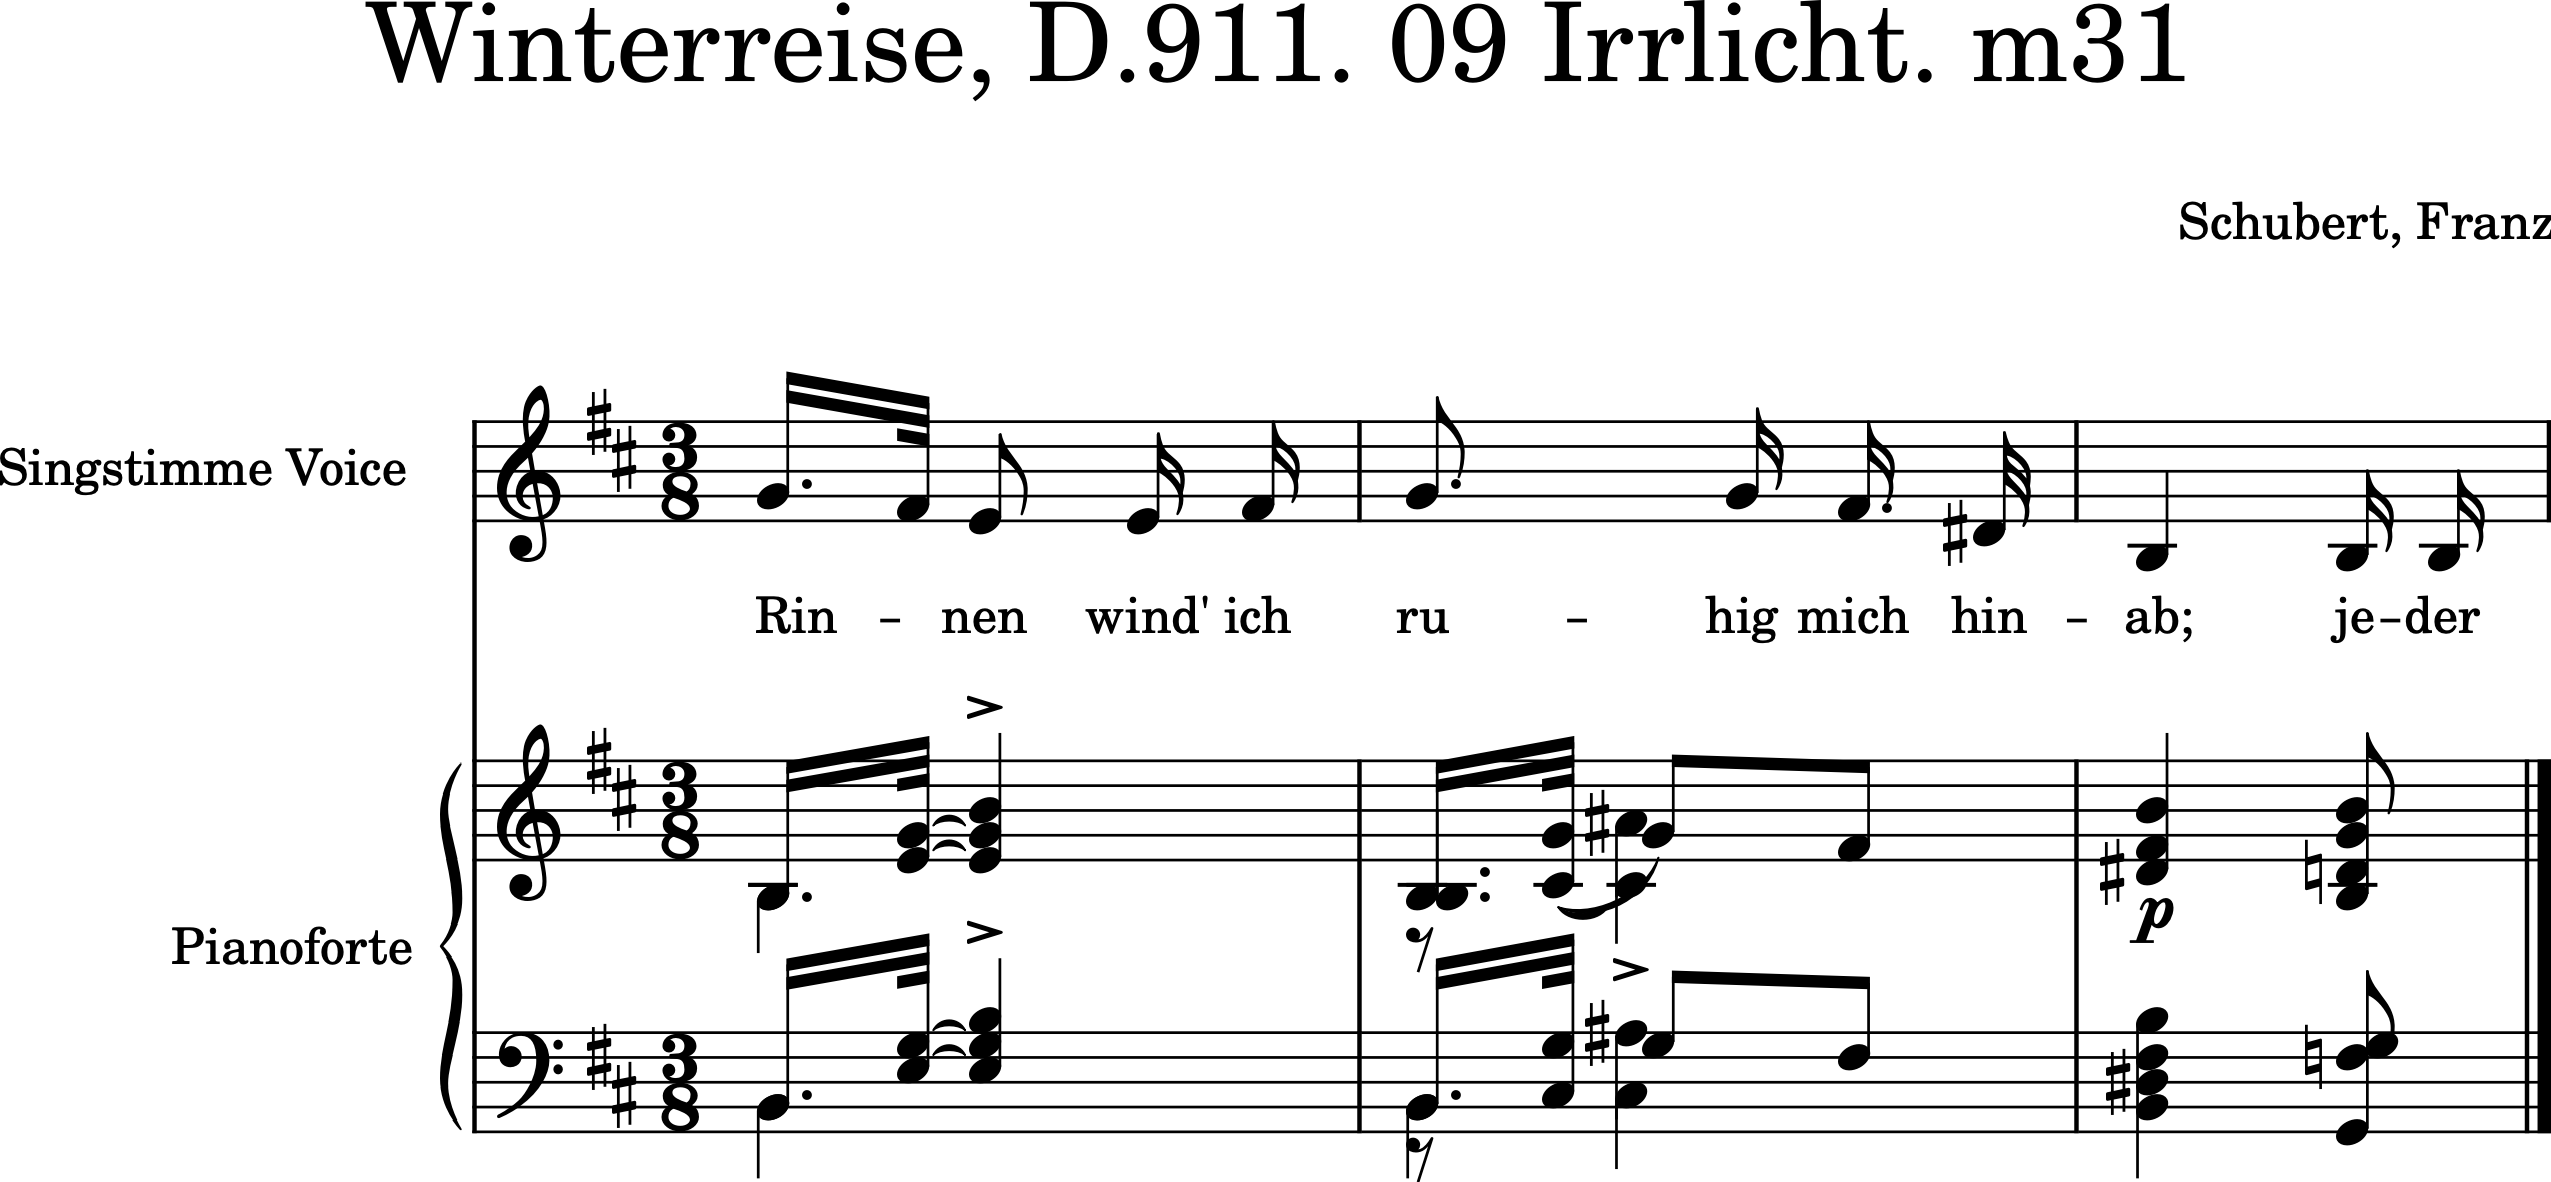 Winterreise, D.911. 09 Irrlicht. m31
Schubert, Franz
Singstimme Voice
Rin - nen wind' ich ru - hig mich hin - ab; je-der
Pianoforte
p